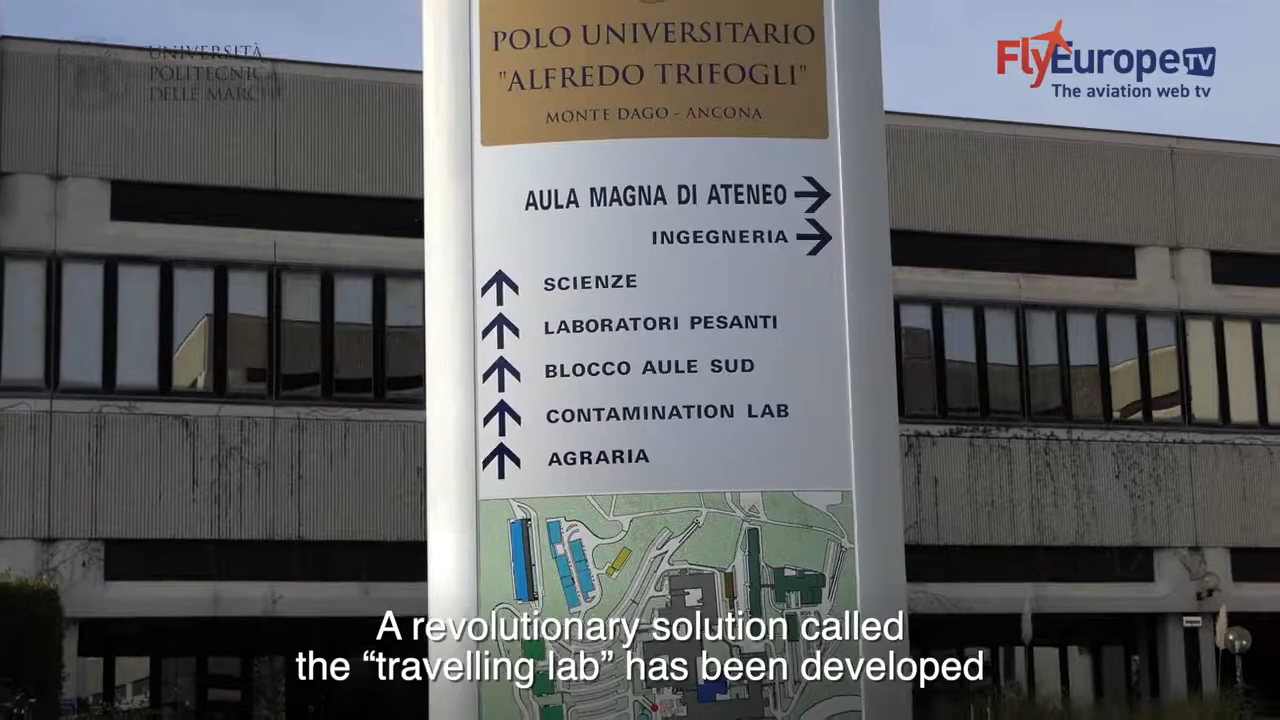 UNIVERSITÀ
POLITECNICA
DELLE MARCHE
FlyEurope TV
The aviation web tv
POLO UNIVERSITARIO
"ALFREDO TRIFOGLI"
MONTE DAGO - ANCONA
AULA MAGNA DI ATENEO
INGEGNERIA
SCIENZE
LABORATORI PESANTI
BLOCCO AULE SUD
CONTAMINATION LAB
AGRARIA
A revolutionary solution called
the “travelling lab” has been developed